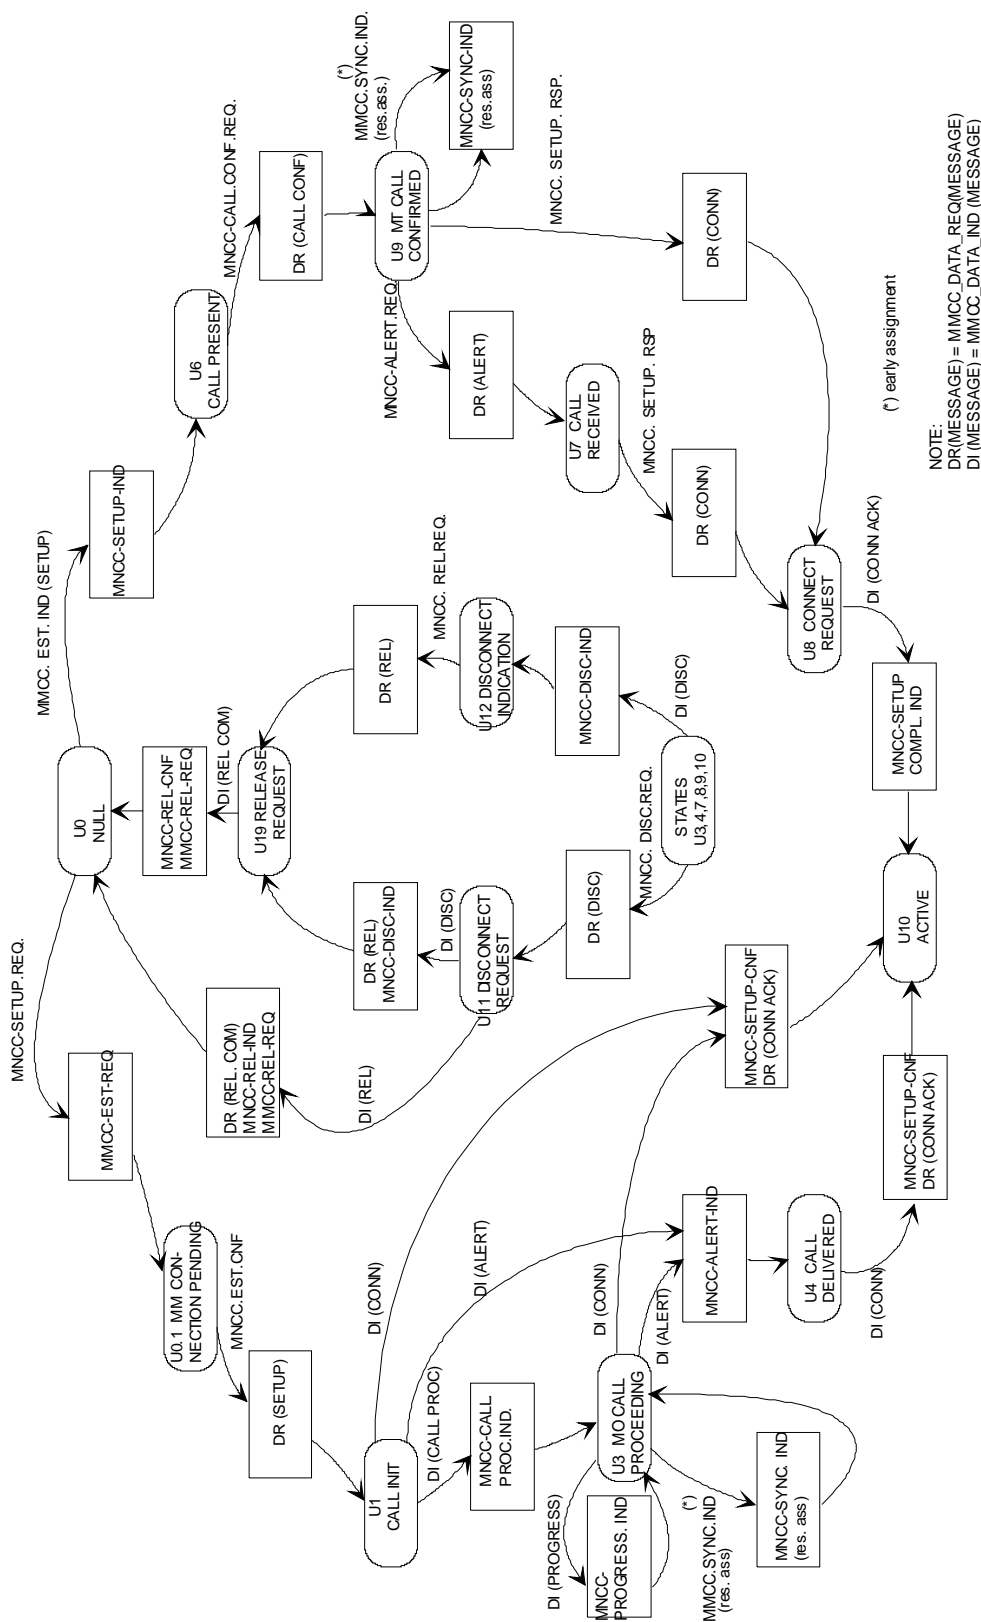 MNCC-SETUP.REQ.
MMCC-EST-REQ
U0.1 MM CON-
NECTION PENDING
MNCC.EST.CNF
DR (SETUP)
U1
CALL INIT
DI (CALL PROC)
MNCC-CALL
PROC.IND.
DI (PROGRESS)
MNCC-
PROGRESS. IND
U3 MO CALL
PROCEEDING
(*)
MMCC.SYNC.IND
(res. ass)
MNCC-SYNC. IND
(res. ass)
DI (CONN)
DI (ALERT)
DI (CONN)
DI (ALERT)
MNCC-ALERT-IND
U4 CALL
DELIVERED
DI (CONN)
MNCC-SETUP-CNF
DR (CONN ACK)
MNCC-SETUP-CNF
DR (CONN ACK)
U10
ACTIVE
U0
NULL
DR (REL. COM)
MNCC-REL-IND
MMCC-REL-REQ
DI (REL)
MNCC-REL-CNF
MMCC-REL-REQ
DI (REL COM)
U19 RELEASE
REQUEST
DR (REL)
MNCC-DISC-IND
DI (DISC)
U11 DISCONNECT
REQUEST
DR (DISC)
MNCC. DISC.REQ.
STATES
U3,4,7,8,9,10
DI (DISC)
MNCC-DISC-IND
U12 DISCONNECT
INDICATION
MNCC. RELREQ.
DR (REL)
MMCC. EST. IND (SETUP)
MNCC-SETUP-IND
U6
CALL PRESENT
MNCC-CALL.CONF.REQ.
DR (CALL CONF)
U9 MT CALL
CONFIRMED
(*)
MMCC.SYNC.IND.
(res.ass.)
MNCC-SYNC-IND
(res.ass)
MNCC-ALERT.REQ.
DR (ALERT)
U7 CALL
RECEIVED
MNCC. SETUP. RSP
DR (CONN)
MNCC. SETUP. RSP.
DR (CONN)
U8 CONNECT
REQUEST
DI (CONN ACK)
MNCC-SETUP
COMPL. IND
(*) early assignment
NOTE:
DR(MESSAGE) = MMCC_DATA_REQ(MESSAGE)
DI (MESSAGE) = MMCC_DATA_IND (MESSAGE)